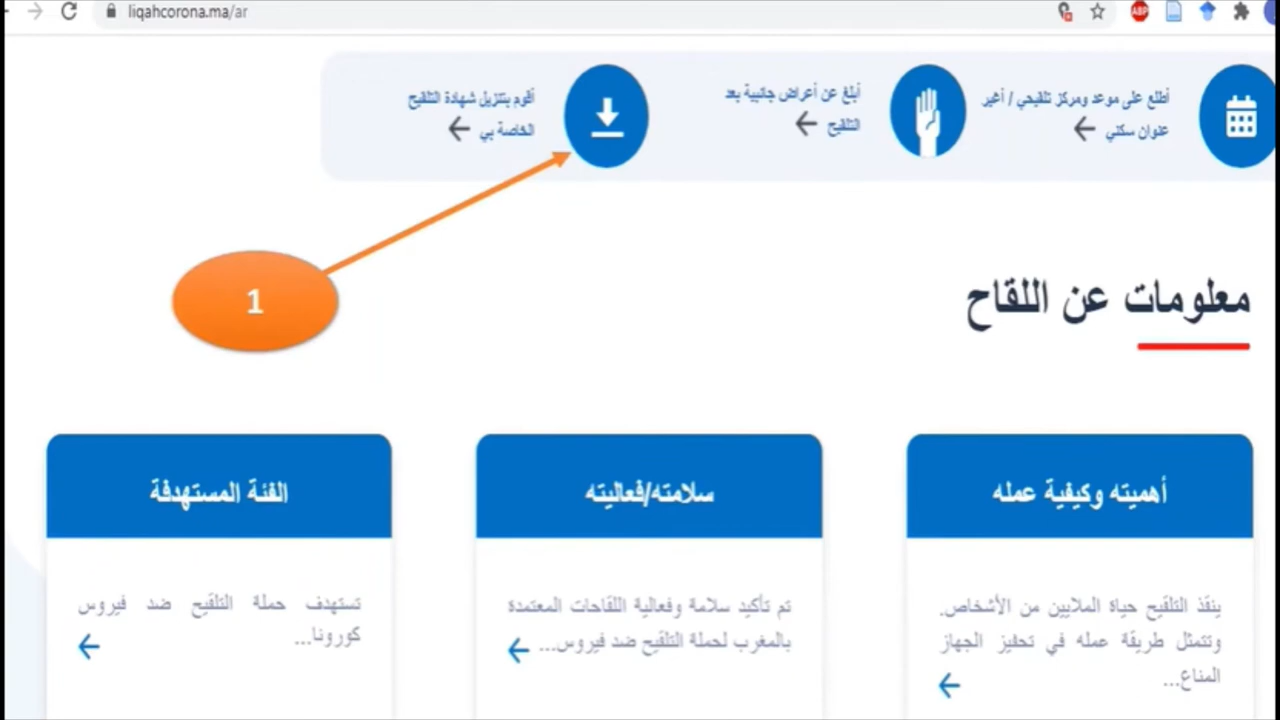 liqahcorona.ma/ar
ABP
أطلع على موعد ومركز تلقيحي / أغير
عنوان سكني
أبلغ عن أعراض جانبية بعد
التلقيح
أقوم بتنزيل شهادة التلقيح
الخاصة بي
1
معلومات عن اللقاح
أهميته وكيفية عمله
ينقذ التلقيح حياة الملايين من الأشخاص.
وتتمثل طريقة عمله في تحفيز الجهاز
المناع...
سلامته/فعاليته
تم تأكيد سلامة وفعالية اللقاحات المعتمدة
بالمغرب لحملة التلقيح ضد فيروس...
الفئة المستهدفة
تستهدف حملة التلقيح ضد فيروس
كورونا...